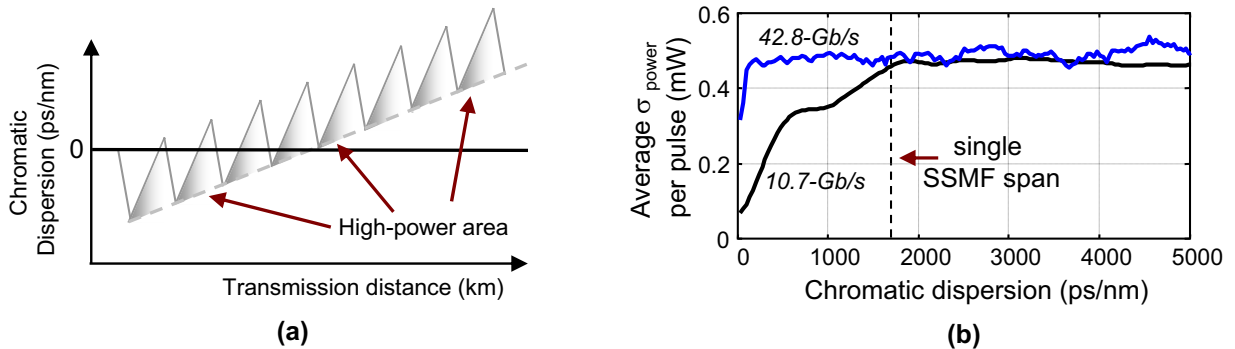 Chromatic
Dispersion (ps/nm)
0
High-power area
Transmission distance (km)
(a)
Average σ power
per pulse (mW)
0.6
0.4
0.2
0
42.8-Gb/s
10.7-Gb/s
single
SSMF span
0 1000 2000 3000 4000 5000
Chromatic dispersion (ps/nm)
(b)